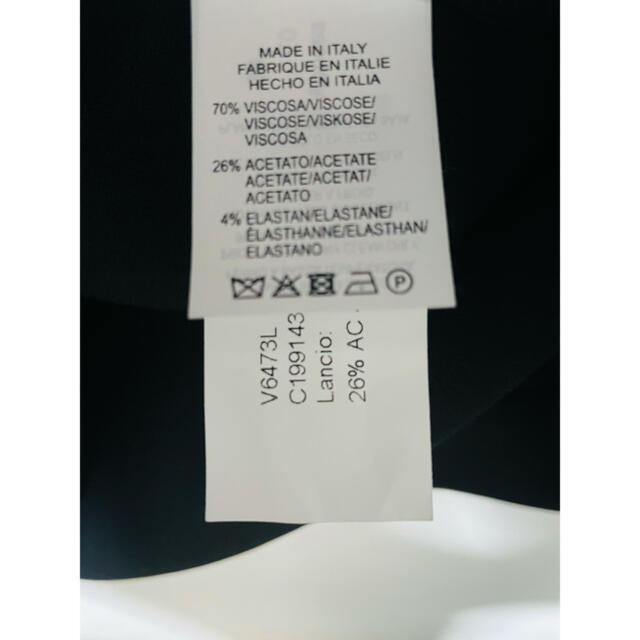 MADE IN ITALY
FABRIQUE EN ITALIE
HECHO EN ITALIA
70% VISCOSA/VISCOSE/
VISCOSE/VISKOSE/
VISCOSA
26% ACETATO/ACETATE
ACETATE/ACETAT/
ACETATO
4% ELASTAN/ELASTANE/
ÉLASTHANNE/ELASTHAN/
ELASTANO
P
V6473L
C199143
Lancio:
26% AC